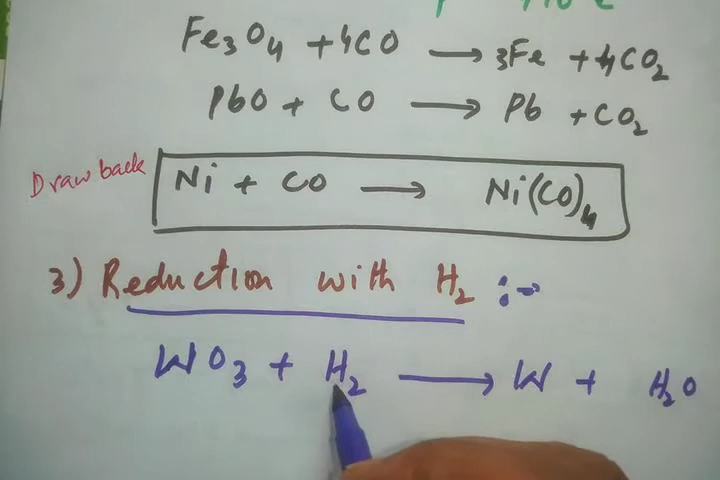 Fe₃O₄ + 4CO → 3Fe + 4CO₂
PbO + CO → Pb + CO₂
Draw back
Ni + CO → Ni(CO)₄
3) Reduction with H₂ :-
WO₃ + H₂ → W + H₂O